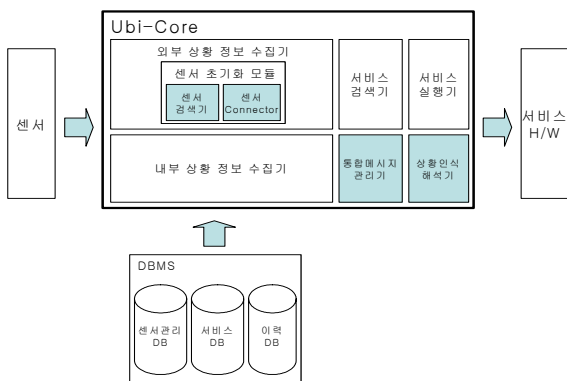 Ubi-Core
외부 상황 정보 수집기
센서 초기화 모듈
센서
검색기
센서
Connector
서비스
검색기
서비스
실행기
센서
서비스
H/W
내부 상황 정보 수집기
통합메시지
관리기
상황인식
해석기
DBMS
센서관리
DB
서비스
DB
이력
DB